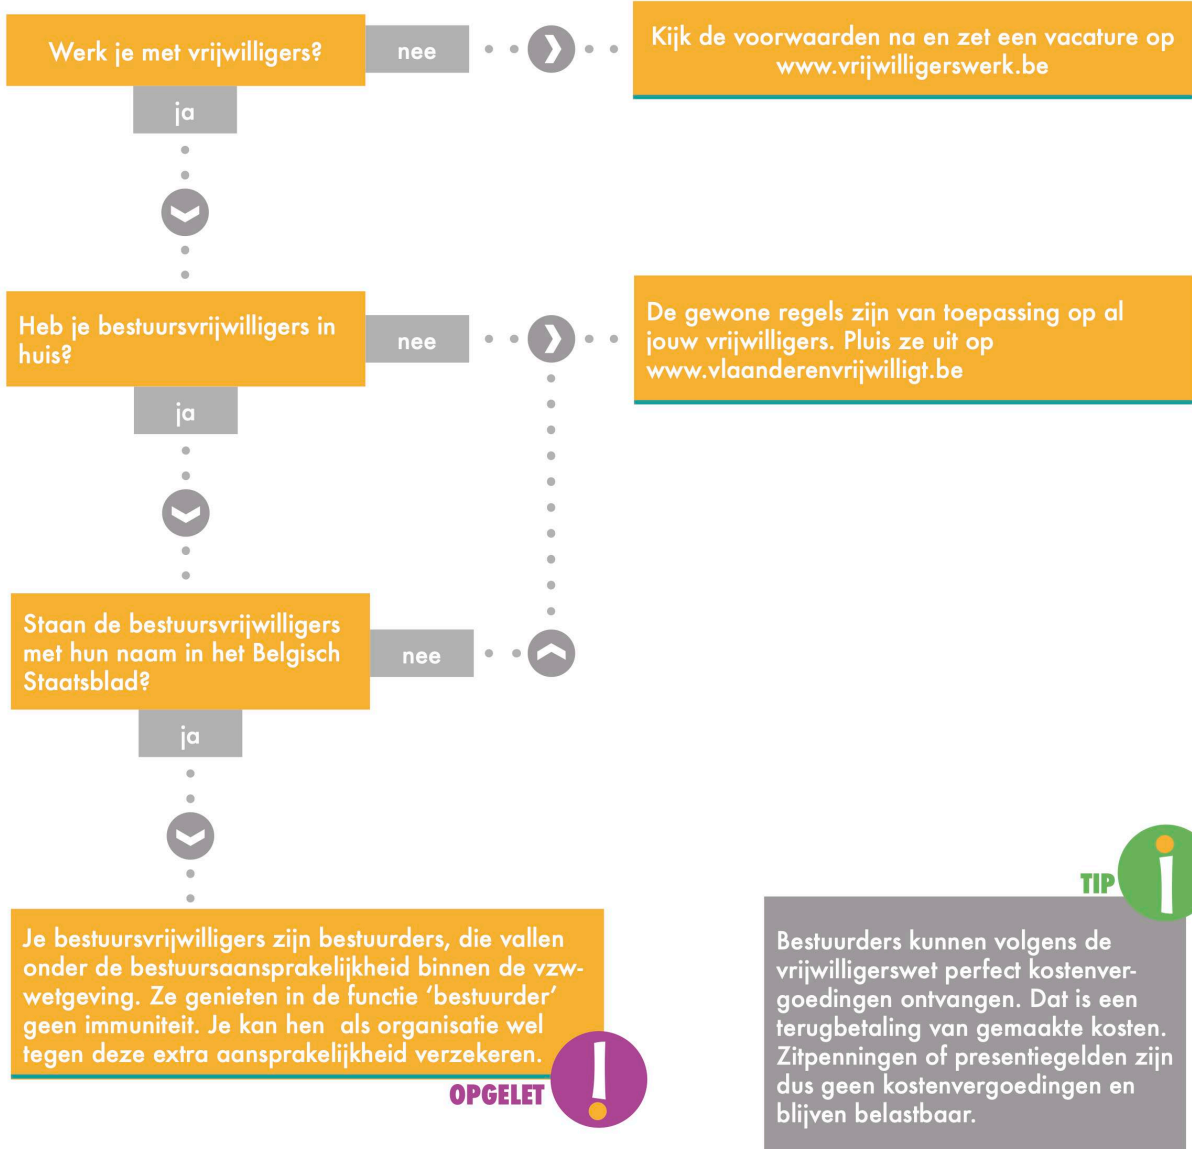 Werk je met vrijwilligers?
nee
Kijk de voorwaarden na en zet een vacature op
www.vrijwilligerswerk.be
ja
Heb je bestuursvrijwilligers in
huis?
nee
De gewone regels zijn van toepassing op al
jouw vrijwilligers. Pluis ze uit op
www.vlaanderenvrijwilligt.be
ja
Staan de bestuursvrijwilligers
met hun naam in het Belgisch
Staatsblad?
nee
ja
Je bestuursvrijwilligers zijn bestuurders, die vallen
onder de bestuursaansprakelijkheid binnen de vzw-
wetgeving. Ze genieten in de functie ‘bestuurder’
geen immuniteit. Je kan hen als organisatie wel
tegen deze extra aansprakelijkheid verzekeren.
OPGELET !
TIP i
Bestuurders kunnen volgens de
vrijwilligerswet perfect kostenver-
goedingen ontvangen. Dat is een
terugbetaling van gemaakte kosten.
Zitpenningen of presentiegelden zijn
dus geen kostenvergoedingen en
blijven belastbaar.